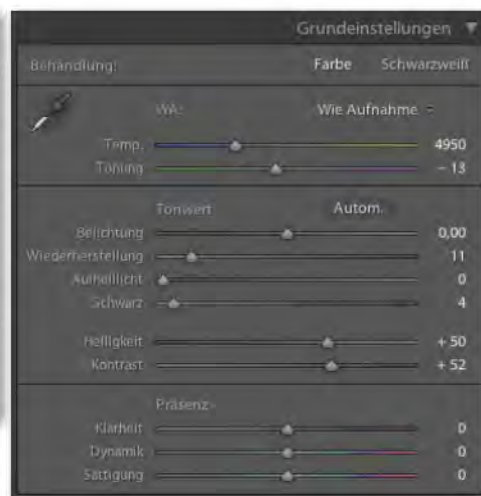 Grundeinstellungen
Behandlung: Farbe Schwarzweiß
WA: Wie Aufnahme
Temp. 4950
Tönung – 13
Tonwert Autom.
Belichtung 0,00
Wiederherstellung 11
Aufhelllicht 0
Schwarz 4
Helligkeit + 50
Kontrast + 52
Präsenz
Klarheit 0
Dynamik 0
Sättigung 0